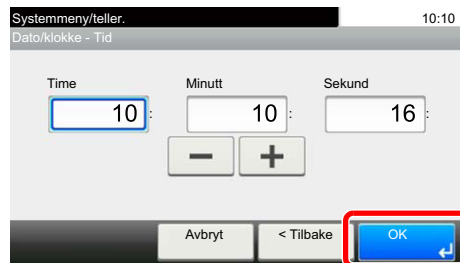 Systemmeny/teller. 10:10
Dato/klokke - Tid
Time Minutt Sekund
10 : 10 : 16 :
− +
Avbryt < Tilbake OK